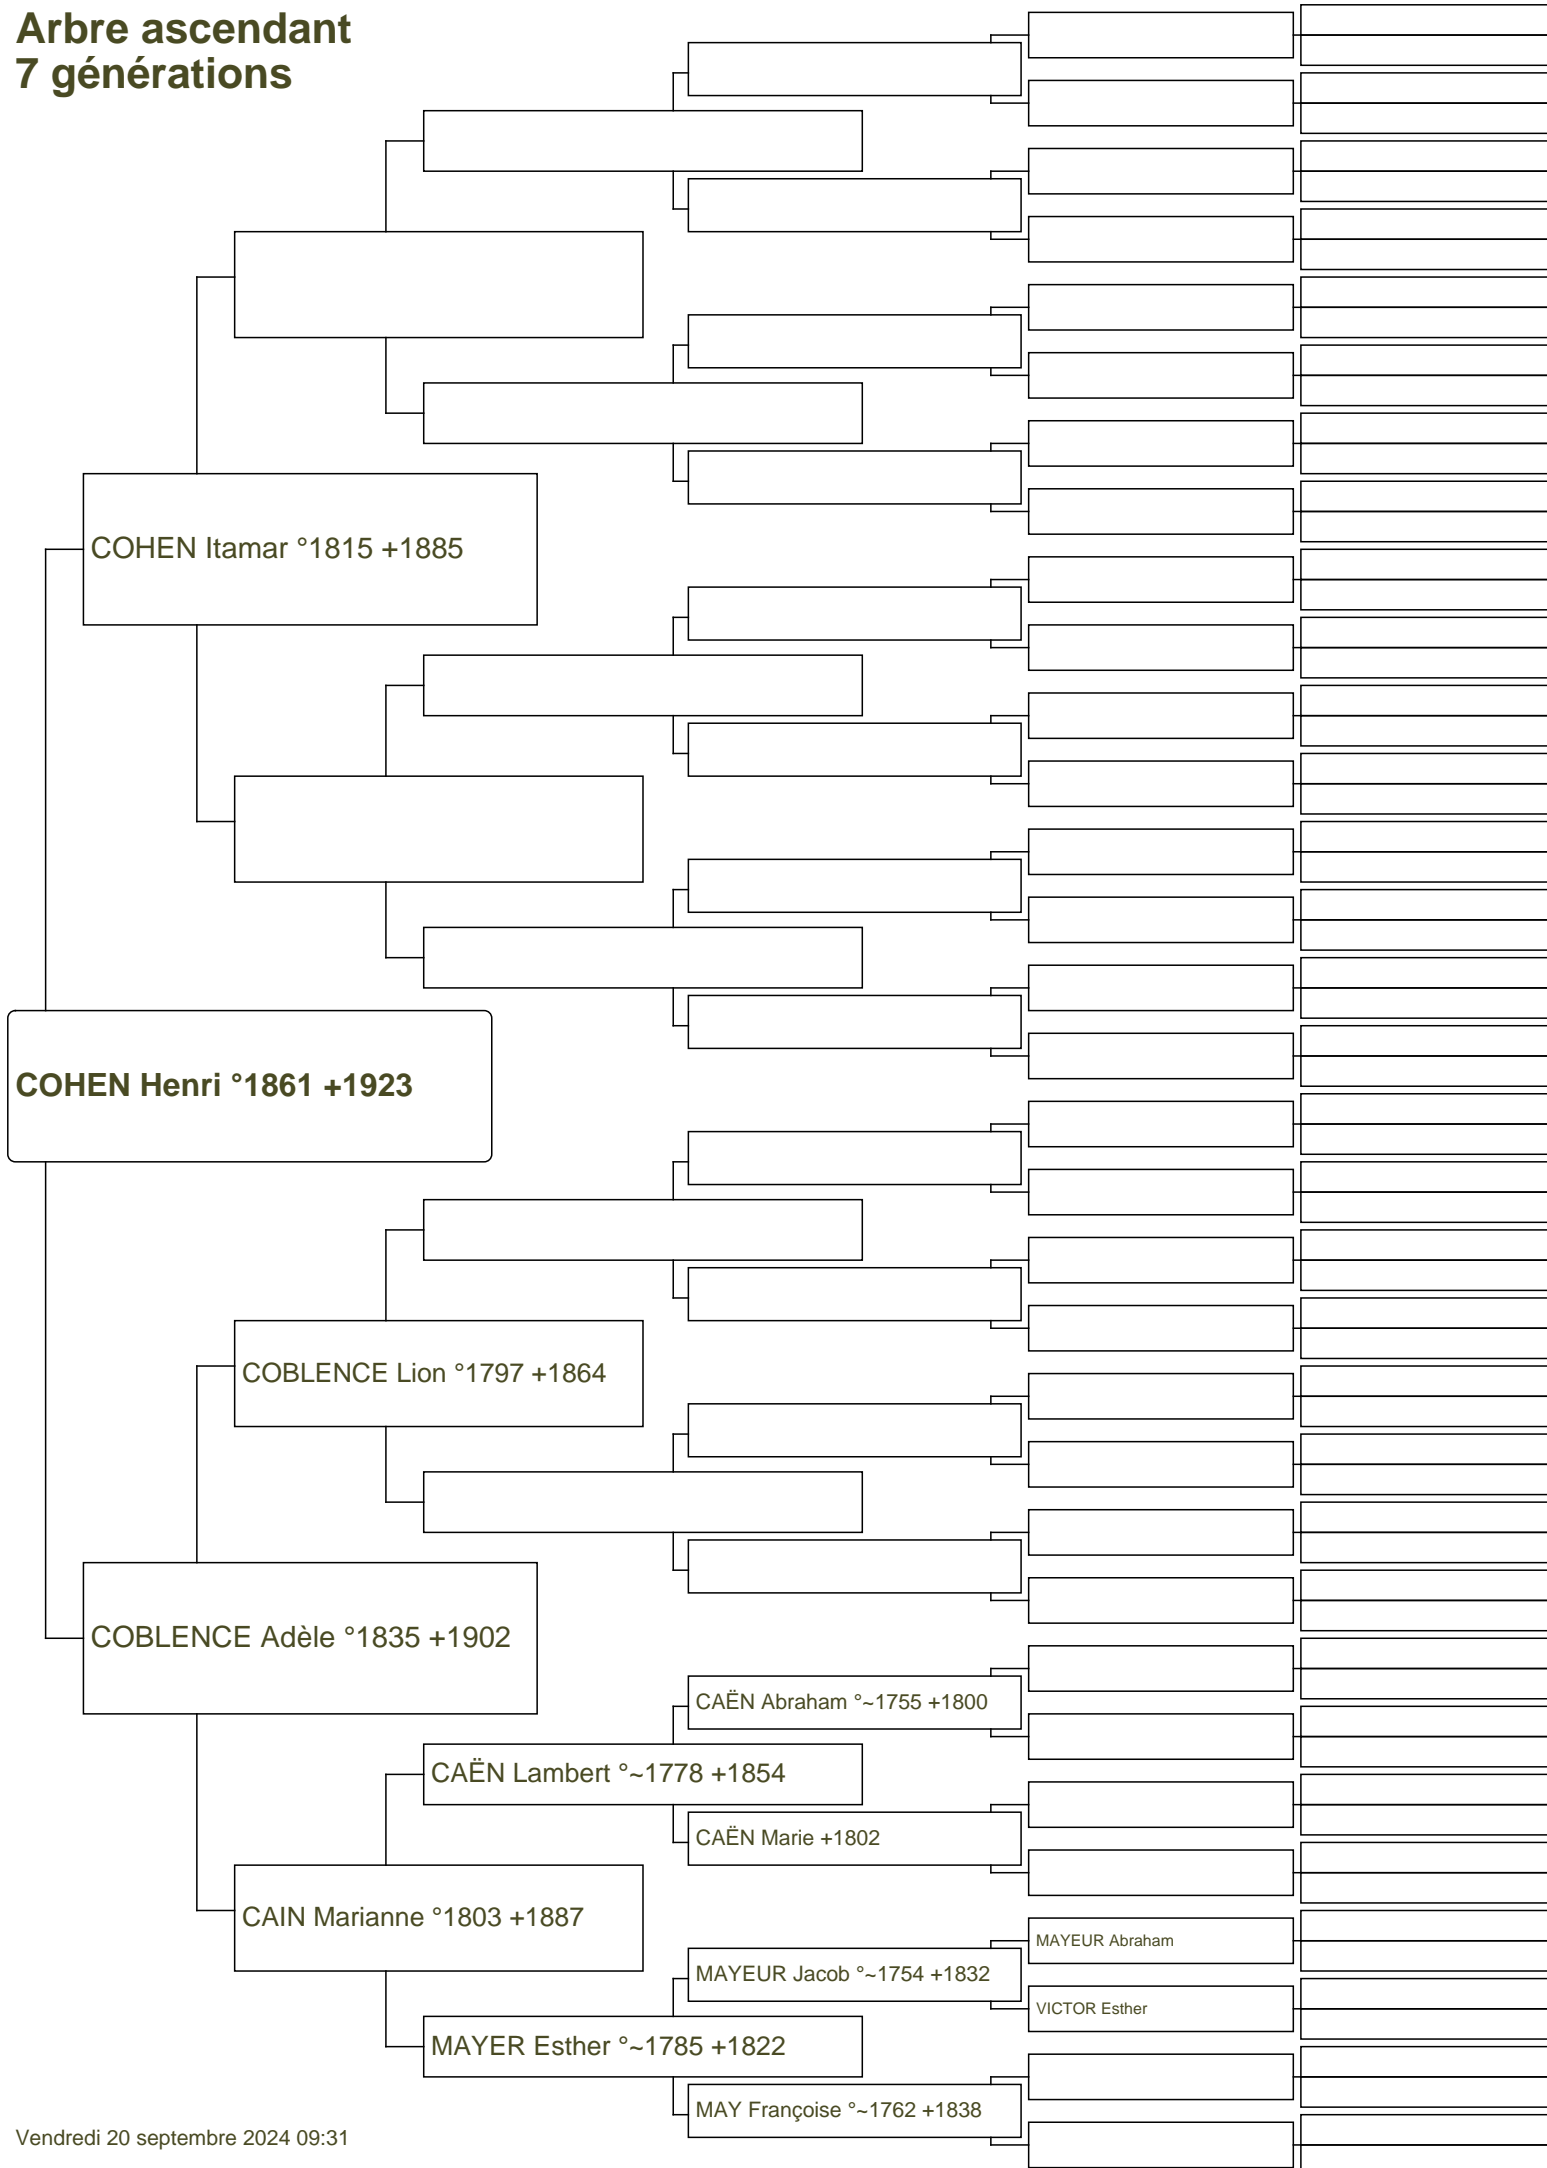 Arbre ascendant
7 générations
COHEN Itamar °1815 +1885
COHEN Henri °1861 +1923
COBLENCE Lion °1797 +1864
COBLENCE Adèle °1835 +1902
CAËN Abraham °~1755 +1800
CAËN Lambert °~1778 +1854
CAËN Marie +1802
CAIN Marianne °1803 +1887
MAYEUR Abraham
MAYEUR Jacob °~1754 +1832
VICTOR Esther
MAYER Esther °~1785 +1822
MAY Françoise °~1762 +1838
Vendredi 20 septembre 2024 09:31